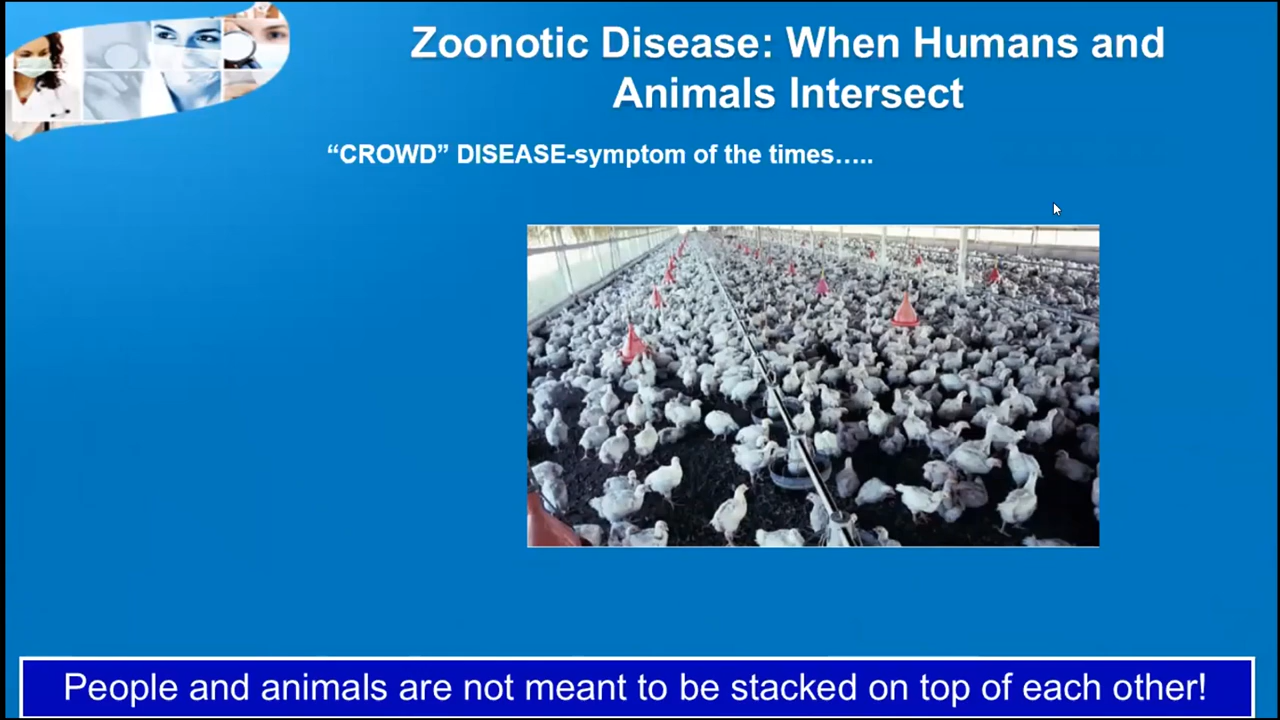 Zoonotic Disease: When Humans and
Animals Intersect
“CROWD” DISEASE-symptom of the times…..
People and animals are not meant to be stacked on top of each other!